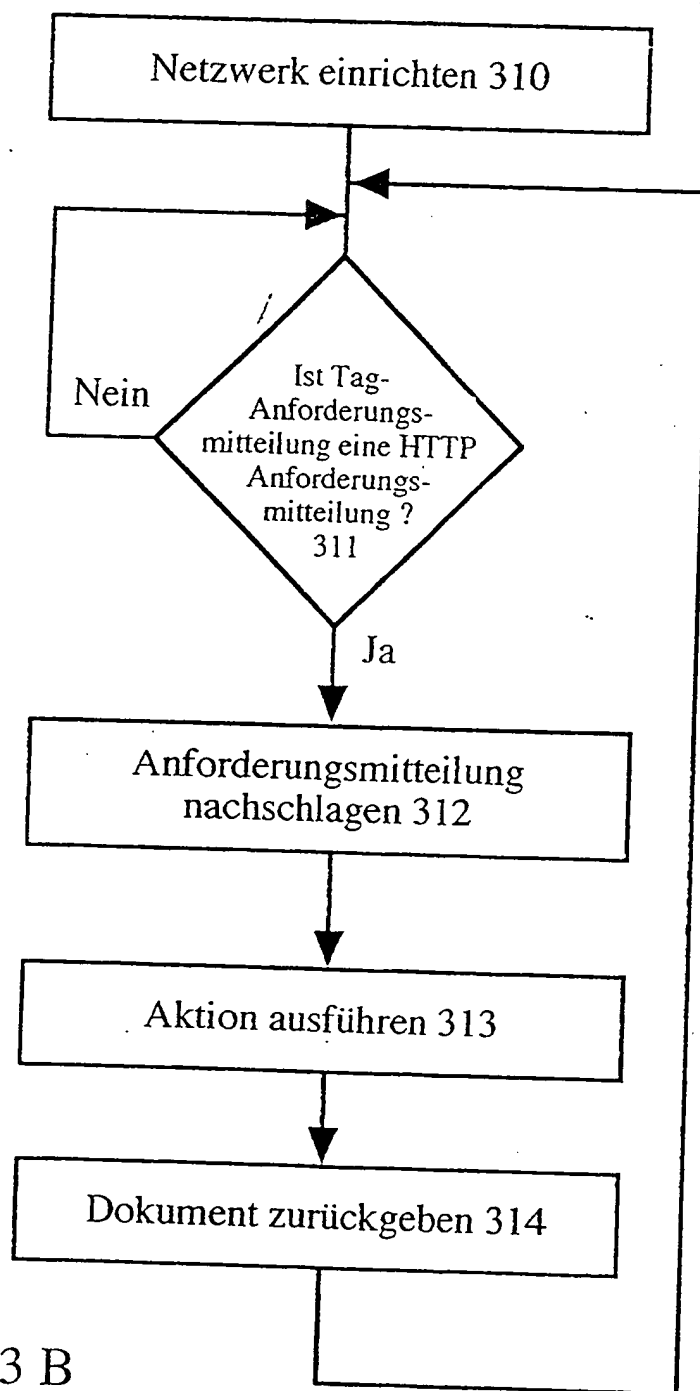 Netzwerk einrichten 310
Nein
Ist Tag-
Anforderungs-
mitteilung eine HTTP
Anforderungs-
mitteilung ?
311
Ja
Anforderungsmitteilung
nachschlagen 312
Aktion ausführen 313
Dokument zurückgeben 314
3 B